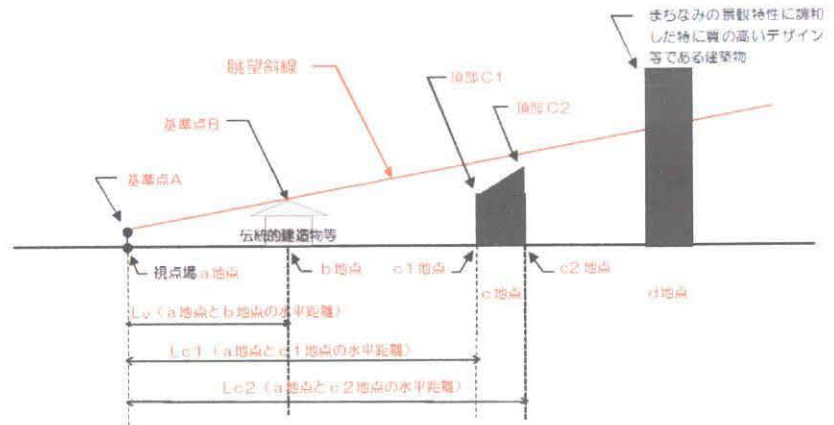 まちなみの景観特性に調和
した特に質の高いデザイン
等である建築物
眺望斜線
頂部C1
頂部C2
基準点B
基準点A
伝統的建造物等
視点場a地点
b地点
c1地点
c2地点
c地点
d地点
Lb（a地点とb地点の水平距離）
Lc1（a地点とc1地点の水平距離）
Lc2（a地点とc2地点の水平距離）